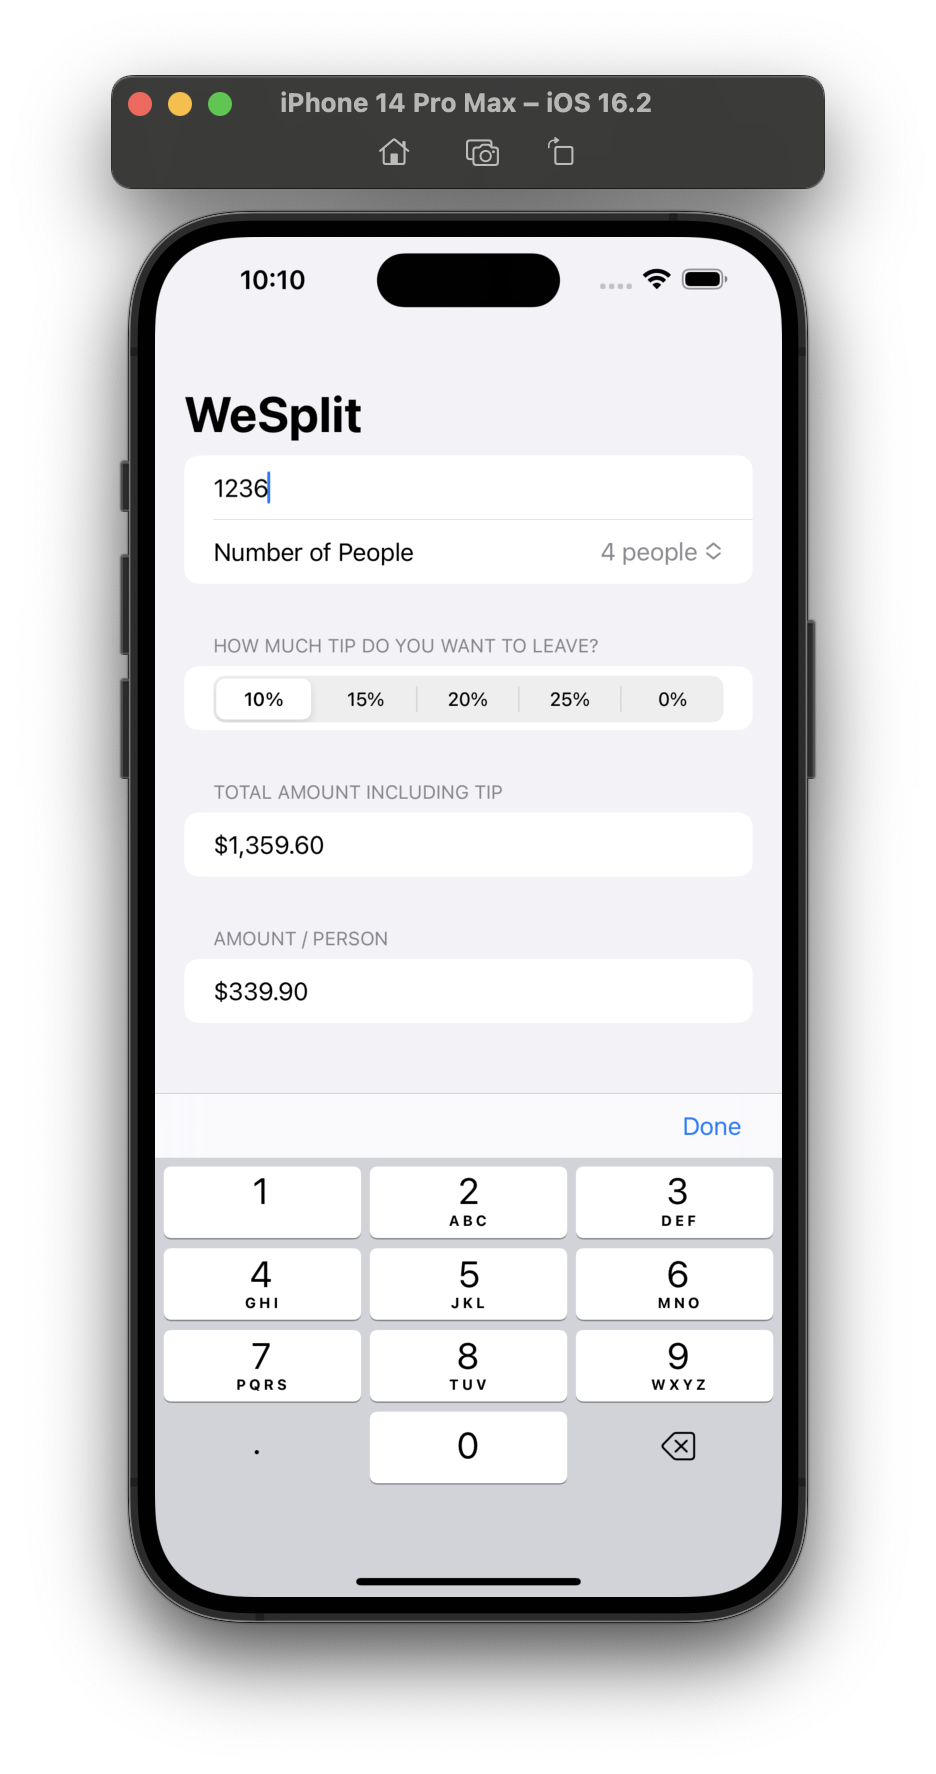 iPhone 14 Pro Max – iOS 16.2
10:10
WeSplit
1236
Number of People 4 people
HOW MUCH TIP DO YOU WANT TO LEAVE?
10% 15% 20% 25% 0%
TOTAL AMOUNT INCLUDING TIP
$1,359.60
AMOUNT / PERSON
$339.90
Done
1 2 3
ABC DEF
4 5 6
GHI JKL MNO
7 8 9
PQRS TUV WXYZ
. 0